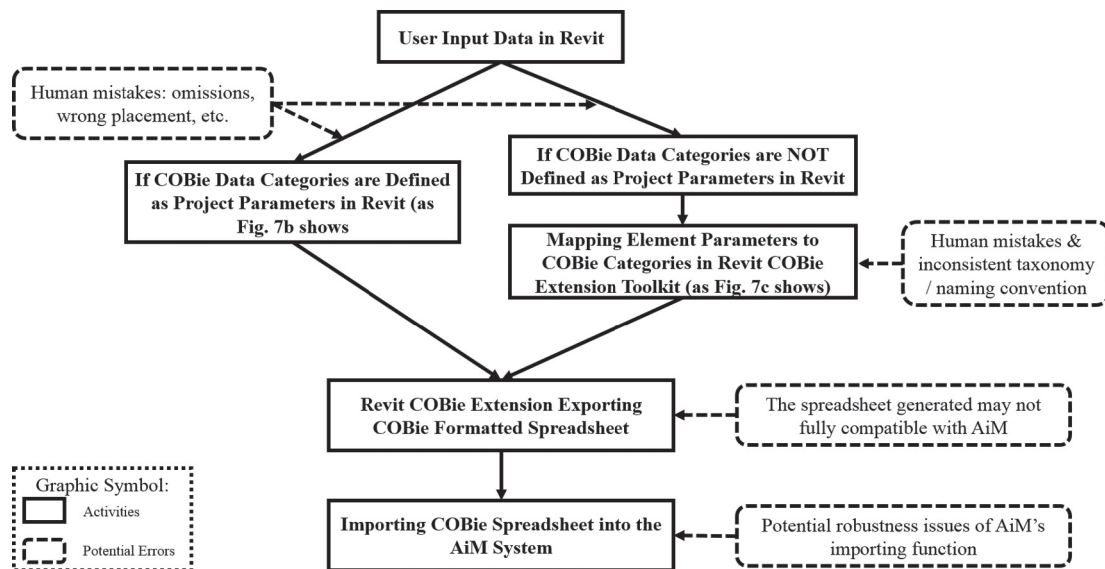 User Input Data in Revit
Human mistakes: omissions,
wrong placement, etc.
If COBie Data Categories are Defined
as Project Parameters in Revit (as
Fig. 7b shows
If COBie Data Categories are NOT
Defined as Project Parameters in Revit
Mapping Element Parameters to
COBie Categories in Revit COBie
Extension Toolkit (as Fig. 7c shows)
Human mistakes &
inconsistent taxonomy
/ naming convention
Revit COBie Extension Exporting
COBie Formatted Spreadsheet
The spreadsheet generated may not
fully compatible with AiM
Importing COBie Spreadsheet into the
AiM System
Potential robustness issues of AiM's
importing function
Graphic Symbol:
Activities
Potential Errors